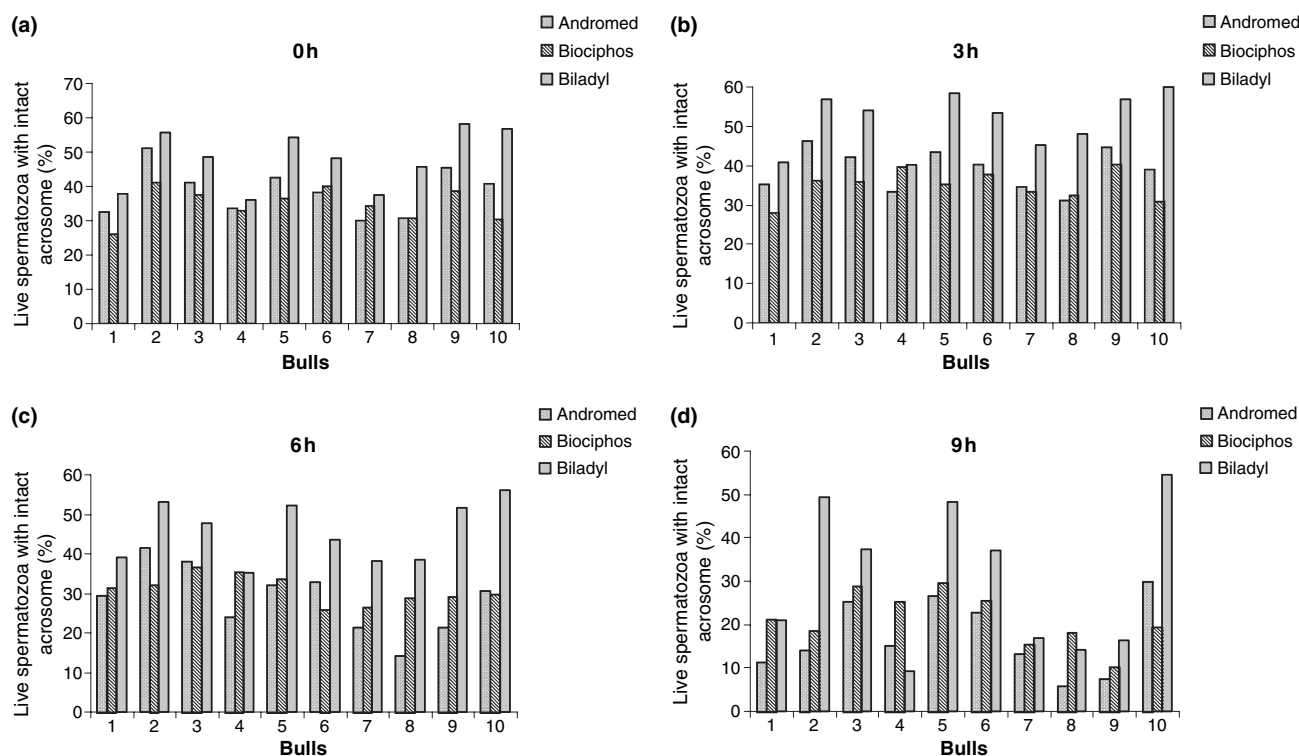 (a)
0h
Andromed
Biociphos
Biladyl
Live spermatozoa with intact
acrosome (%)
70
60
50
40
30
20
10
0
1 2 3 4 5 6 7 8 9 10
Bulls
(b)
3h
Andromed
Biociphos
Biladyl
Live spermatozoa with intact
acrosome (%)
60
50
40
30
20
10
0
1 2 3 4 5 6 7 8 9 10
Bulls
(c)
6h
Andromed
Biociphos
Biladyl
Live spermatozoa with intact
acrosome (%)
60
50
40
30
20
10
0
1 2 3 4 5 6 7 8 9 10
Bulls
(d)
9h
Andromed
Biociphos
Biladyl
Live spermatozoa with intact
acrosome (%)
60
50
40
30
20
10
0
1 2 3 4 5 6 7 8 9 10
Bulls